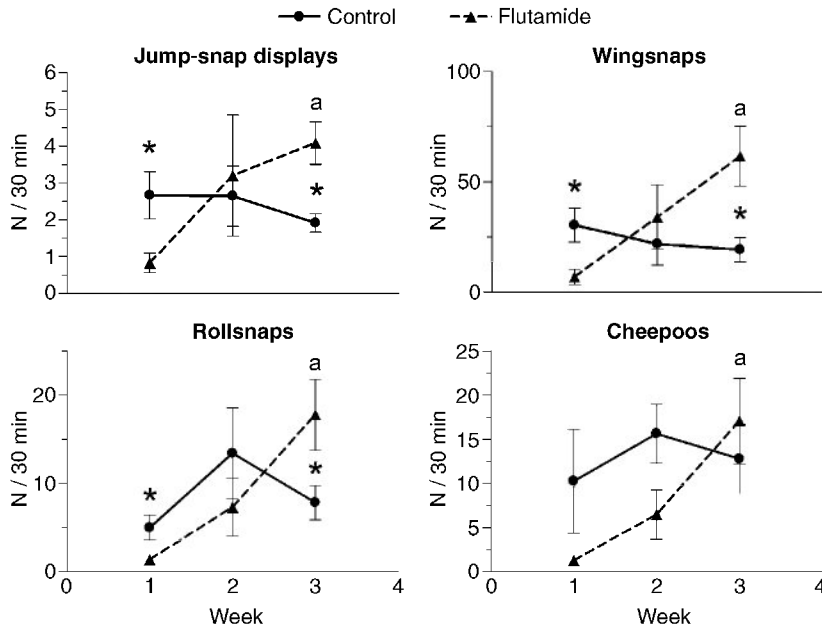 Control Flutamide
Jump-snap displays
6
5
4
3
2
1
0
N / 30 min
*
*
a
Wingsnaps
100
50
0
N / 30 min
*
*
a
Rollsnaps
20
10
0
N / 30 min
*
*
a
0 1 2 3 4
Week
Cheepoos
25
20
15
10
5
0
N / 30 min
a
0 1 2 3 4
Week